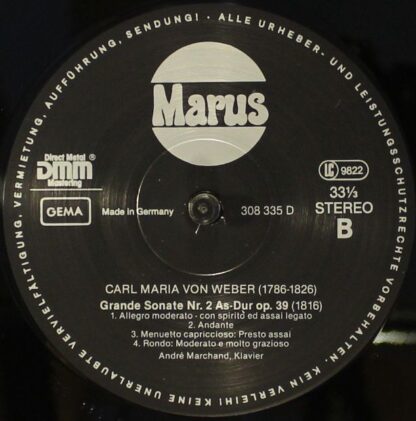 ALLE URHEBER- UND LEISTUNGSSCHUTZRECHTE VORBEHALTEN. KEIN VERLEIH! KEINE UNERLAUBTE VERVIELFÄLTIGUNG, VERMIETUNG, AUFFÜHRUNG, SENDUNG! ·
Marus
Direct Metal ®
DMM
Mastering
LC 9822
GEMA
Made in Germany
308 335 D
33⅓
STEREO
B
CARL MARIA VON WEBER (1786-1826)
Grande Sonate Nr. 2 As-Dur op. 39 (1816)
1. Allegro moderato - con spirito ed assai legato
2. Andante
3. Menuetto capriccioso: Presto assai
4. Rondo: Moderato e molto grazioso
André Marchand, Klavier